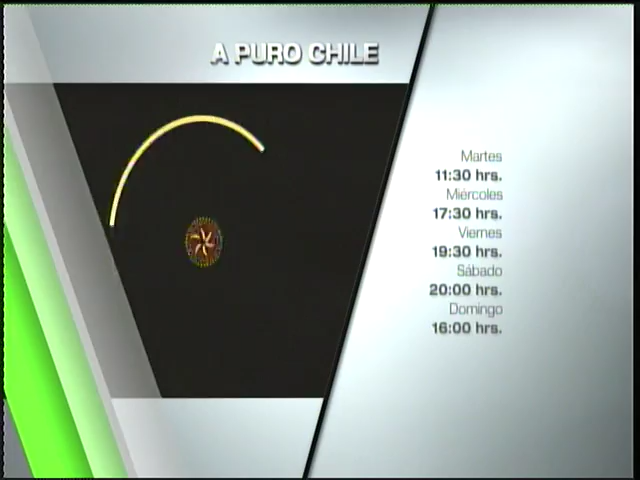 A PURO CHILE
Martes
11:30 hrs.
Miércoles
17:30 hrs.
Viernes
19:30 hrs.
Sábado
20:00 hrs.
Domingo
16:00 hrs.